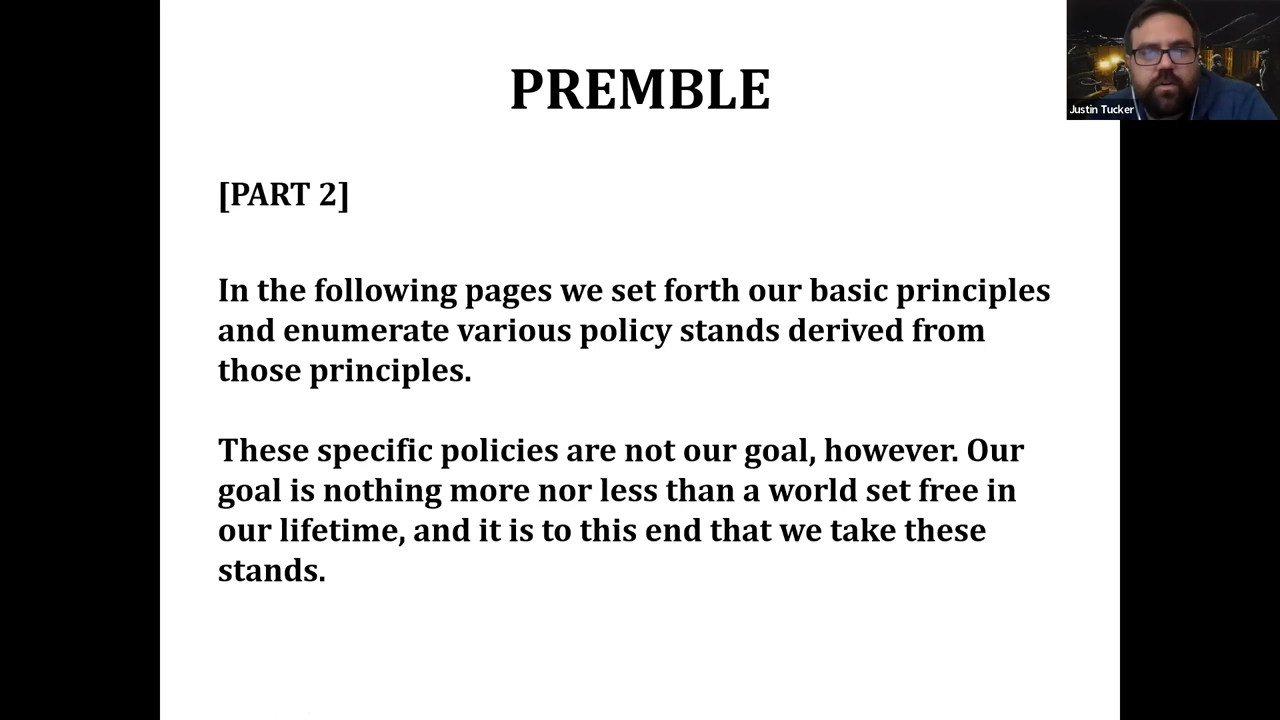 PREMBLE
Justin Tucker
[PART 2]
In the following pages we set forth our basic principles
and enumerate various policy stands derived from
those principles.
These specific policies are not our goal, however. Our
goal is nothing more nor less than a world set free in
our lifetime, and it is to this end that we take these
stands.